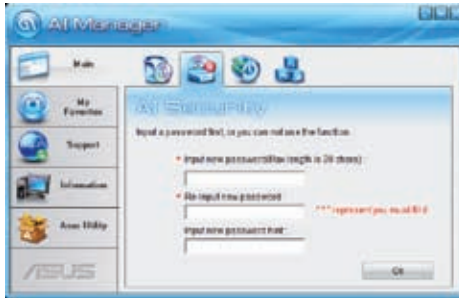 AI Manager
Main
My
Favorites
Support
Information
Asus Utility
ASUS
AI Security
Input a password first, or you can not use the function.
* Input new password(Max length is 20 chars) :
* Re-input new password
"*" represent you must fill it
Input new password hint
OK